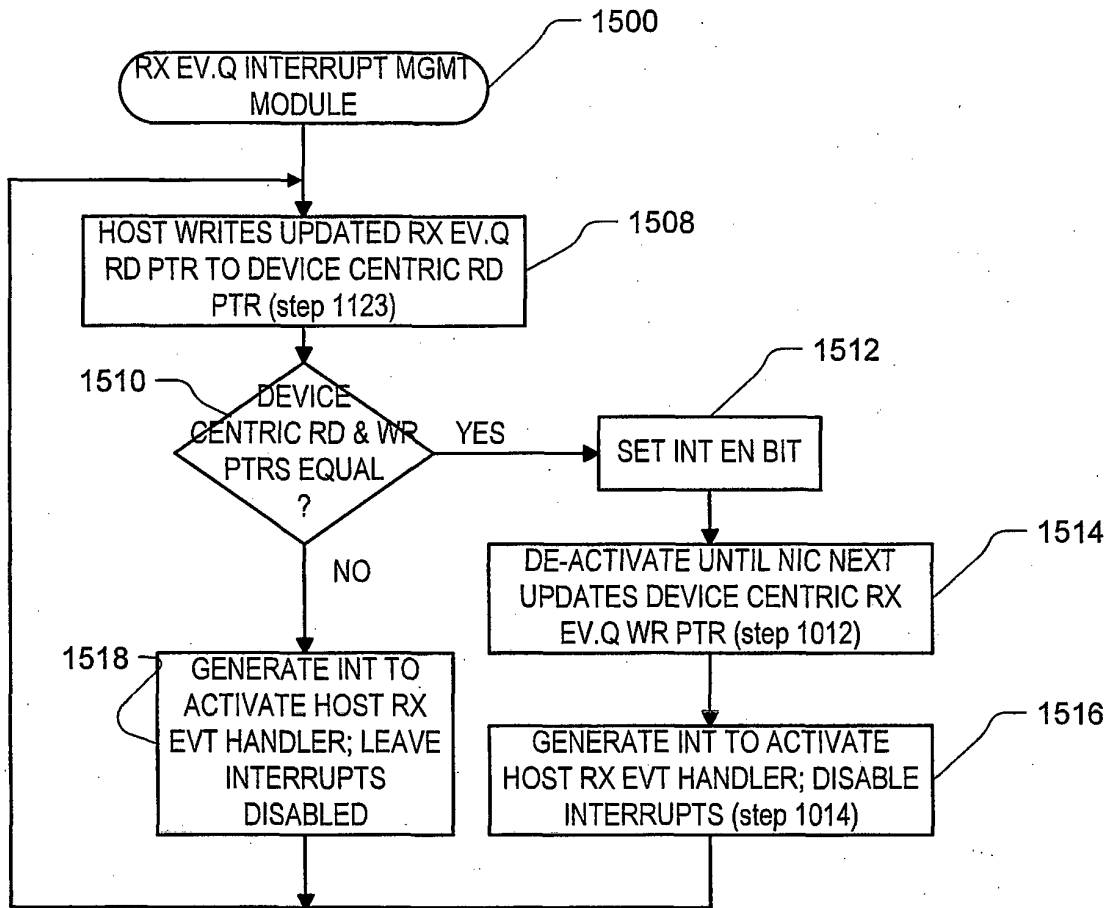 1500
RX EV.Q INTERRUPT MGMT
MODULE
1508
HOST WRITES UPDATED RX EV.Q
RD PTR TO DEVICE CENTRIC RD
PTR (step 1123)
1510
DEVICE
CENTRIC RD & WR
PTRS EQUAL
?
YES
1512
SET INT EN BIT
NO
1514
DE-ACTIVATE UNTIL NIC NEXT
UPDATES DEVICE CENTRIC RX
EV.Q WR PTR (step 1012)
1518
GENERATE INT TO
ACTIVATE HOST RX
EVT HANDLER; LEAVE
INTERRUPTS
DISABLED
1516
GENERATE INT TO ACTIVATE
HOST RX EVT HANDLER; DISABLE
INTERRUPTS (step 1014)